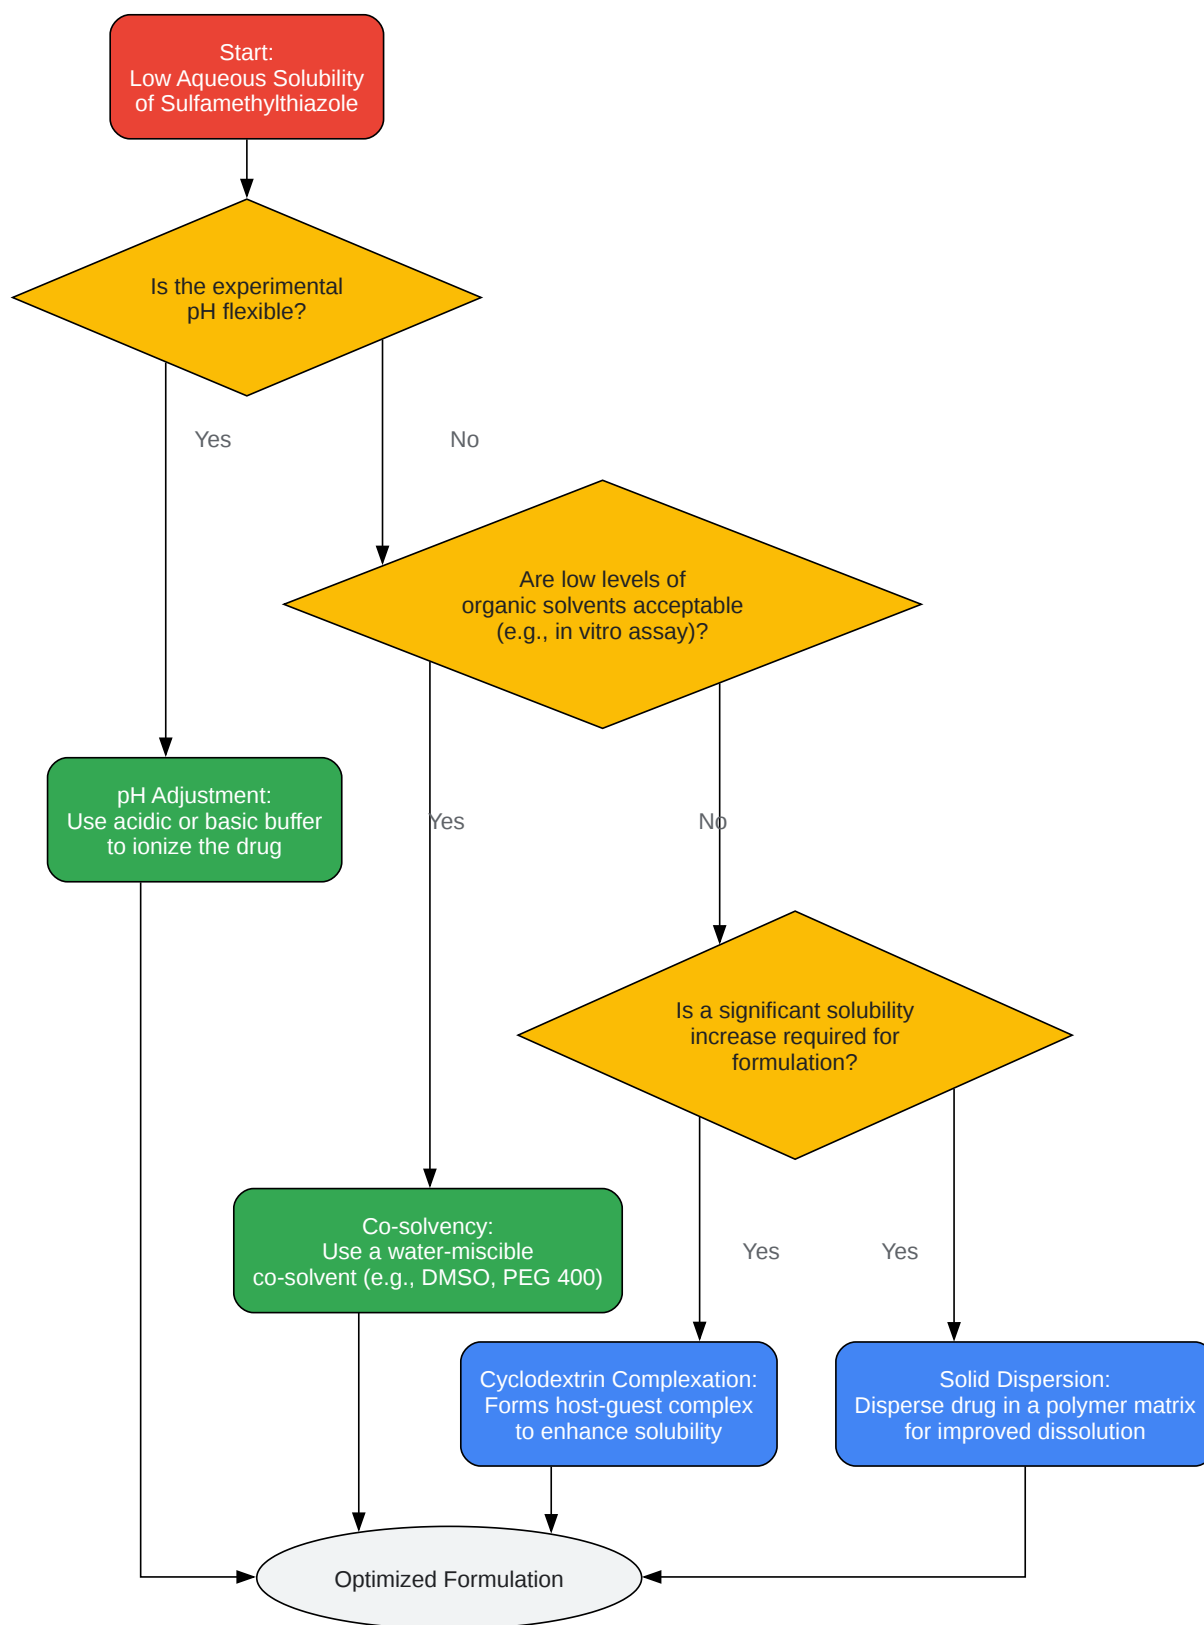 Start:
Low Aqueous Solubility
of Sulfamethylthiazole
Is the experimental
pH flexible?
Yes
No
Are low levels of
organic solvents acceptable
(e.g., in vitro assay)?
pH Adjustment:
Use acidic or basic buffer
to ionize the drug
Yes
No
Is a significant solubility
increase required for
formulation?
Co-solvency:
Use a water-miscible
co-solvent (e.g., DMSO, PEG 400)
Yes
Yes
Cyclodextrin Complexation:
Forms host-guest complex
to enhance solubility
Solid Dispersion:
Disperse drug in a polymer matrix
for improved dissolution
Optimized Formulation